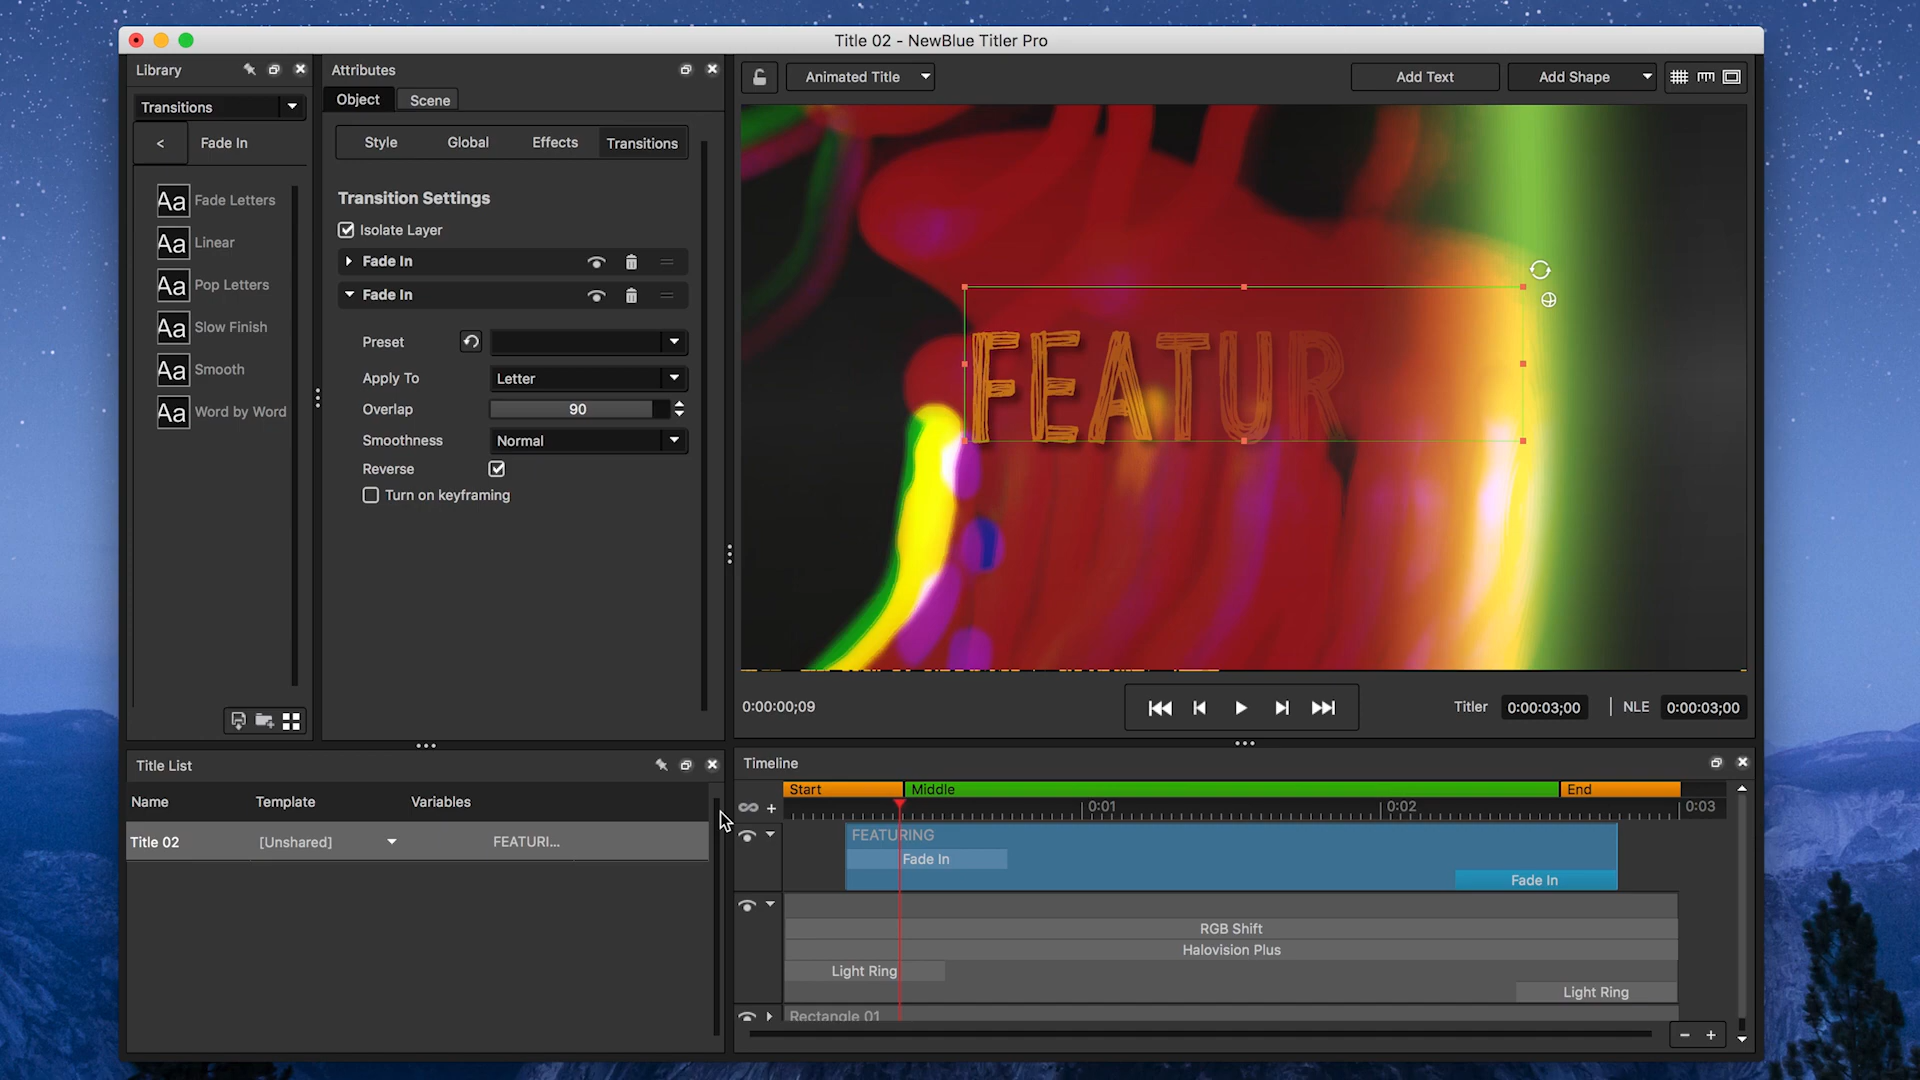 Title 02 - NewBlue Titler Pro
Library
Attributes
Transitions
Object
Scene
Animated Title
Add Text
Add Shape
<
Fade In
Style
Global
Effects
Transitions
Aa Fade Letters
Aa Linear
Aa Pop Letters
Aa Slow Finish
Aa Smooth
Aa Word by Word
Transition Settings
Isolate Layer
Fade In
Fade In
Preset
Apply To
Letter
Overlap
90
Smoothness
Normal
Reverse
Turn on keyframing
FEATUR
0:00:00;09
Titler
0:00:03;00
NLE
0:00:03;00
Title List
Name
Template
Variables
Title 02
[Unshared]
FEATURI...
Timeline
Start
Middle
End
0:01
0:02
0:03
FEATURING
Fade In
Fade In
RGB Shift
Halovision Plus
Light Ring
Light Ring
Rectangle 01